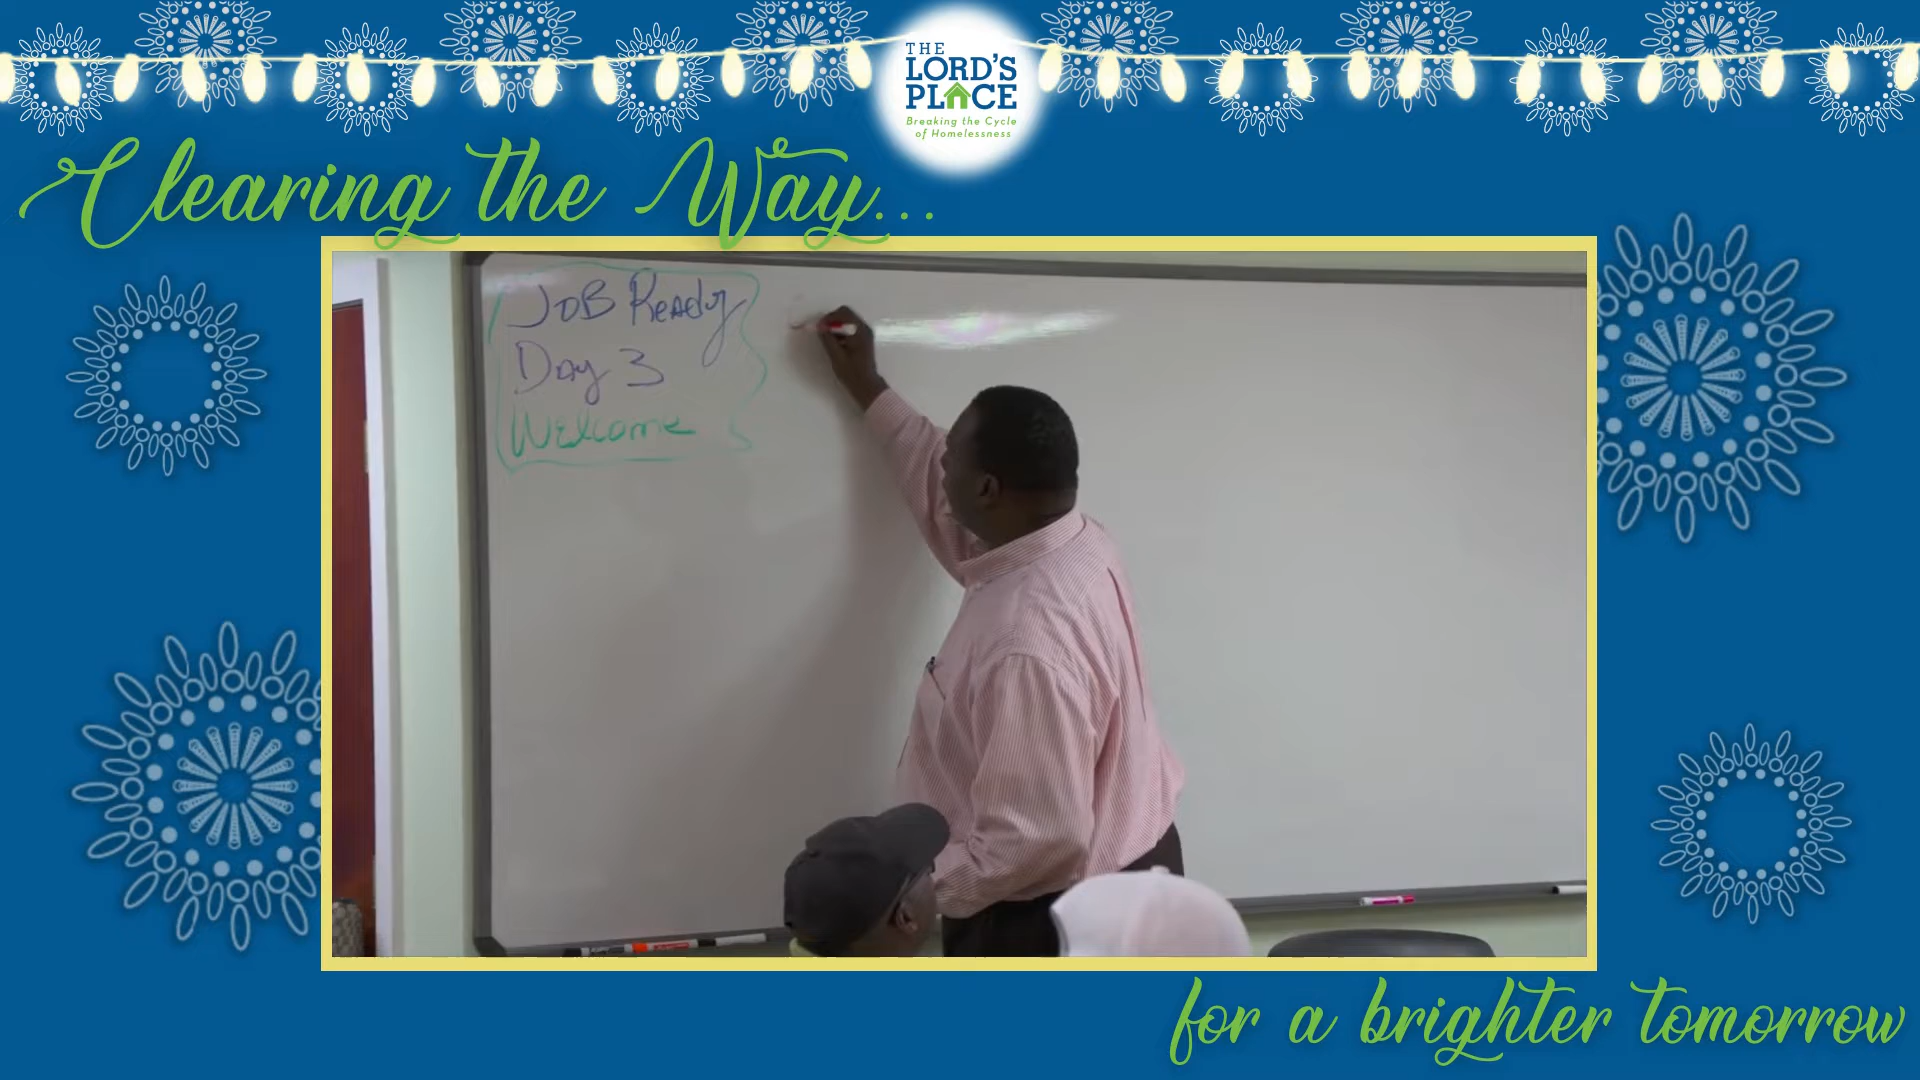 THE
LORD'S
PLACE
Breaking the Cycle
of Homelessness
Clearing the Way...
JOB Ready
Day 3
Welcome
for a brighter tomorrow